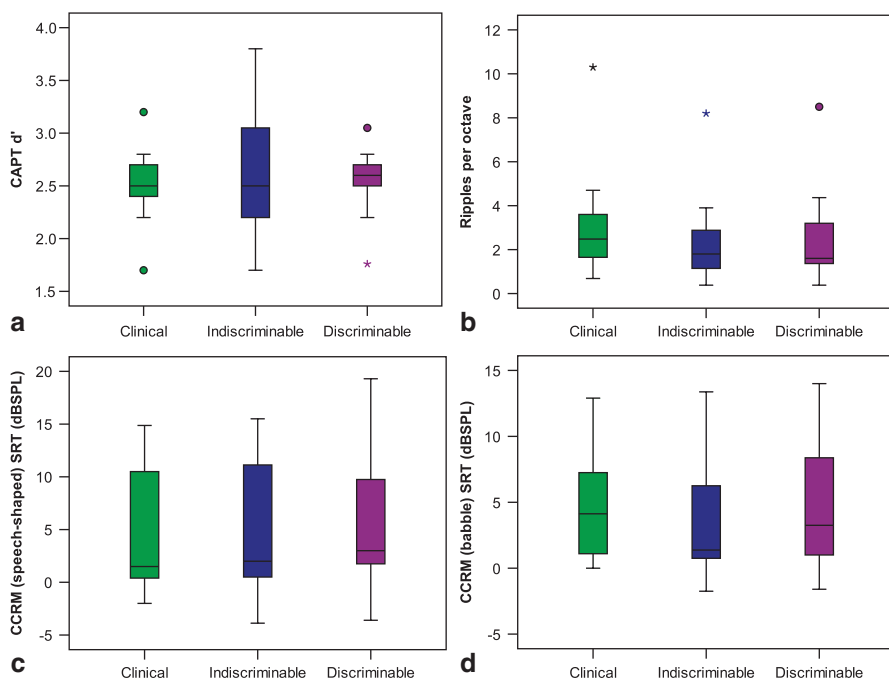 CAPT d'
4.0
3.5
3.0
2.5
2.0
1.5
Clinical Indiscriminable Discriminable
a
Ripples per octave
12
10
8
6
4
2
0
Clinical Indiscriminable Discriminable
b
CCRM (speech-shaped) SRT (dBSPL)
20
15
10
5
0
-5
Clinical Indiscriminable Discriminable
c
CCRM (babble) SRT (dBSPL)
15
10
5
0
-5
Clinical Indiscriminable Discriminable
d